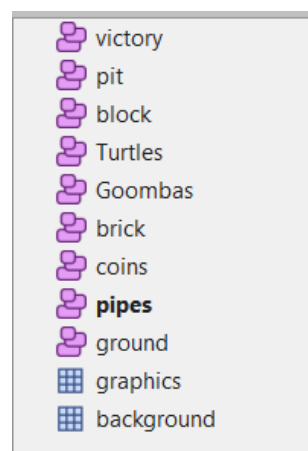 victory
pit
block
Turtles
Goombas
brick
coins
pipes
ground
graphics
background